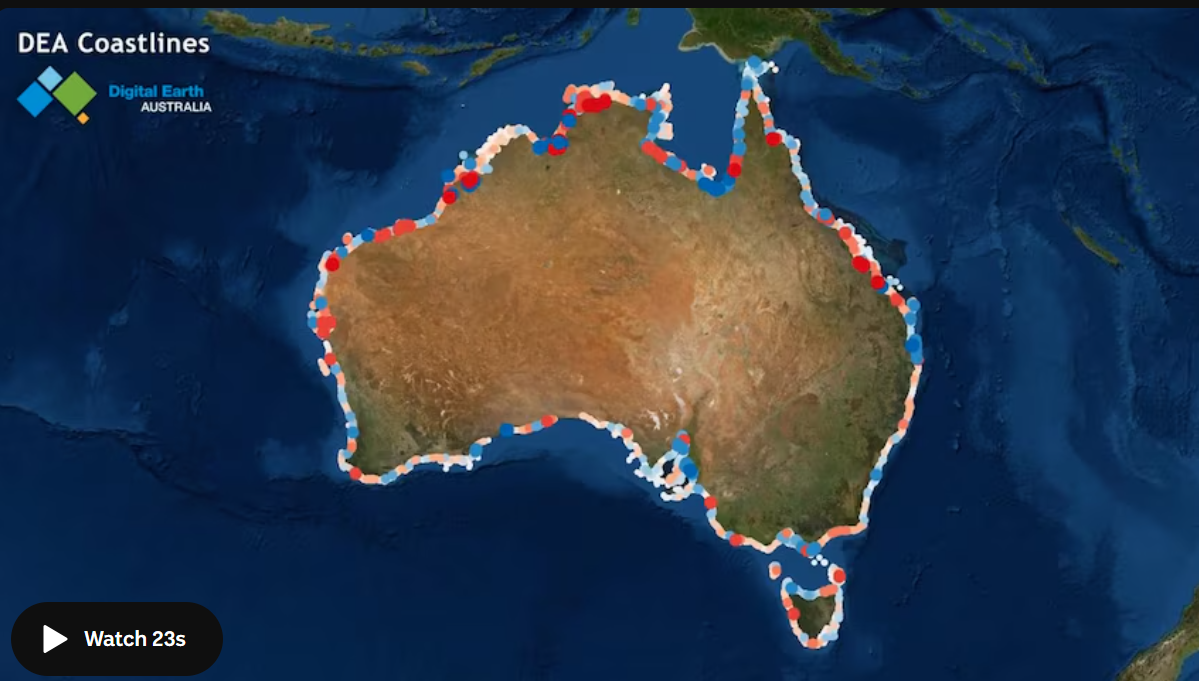 DEA Coastlines
Digital Earth
AUSTRALIA
Watch 23s